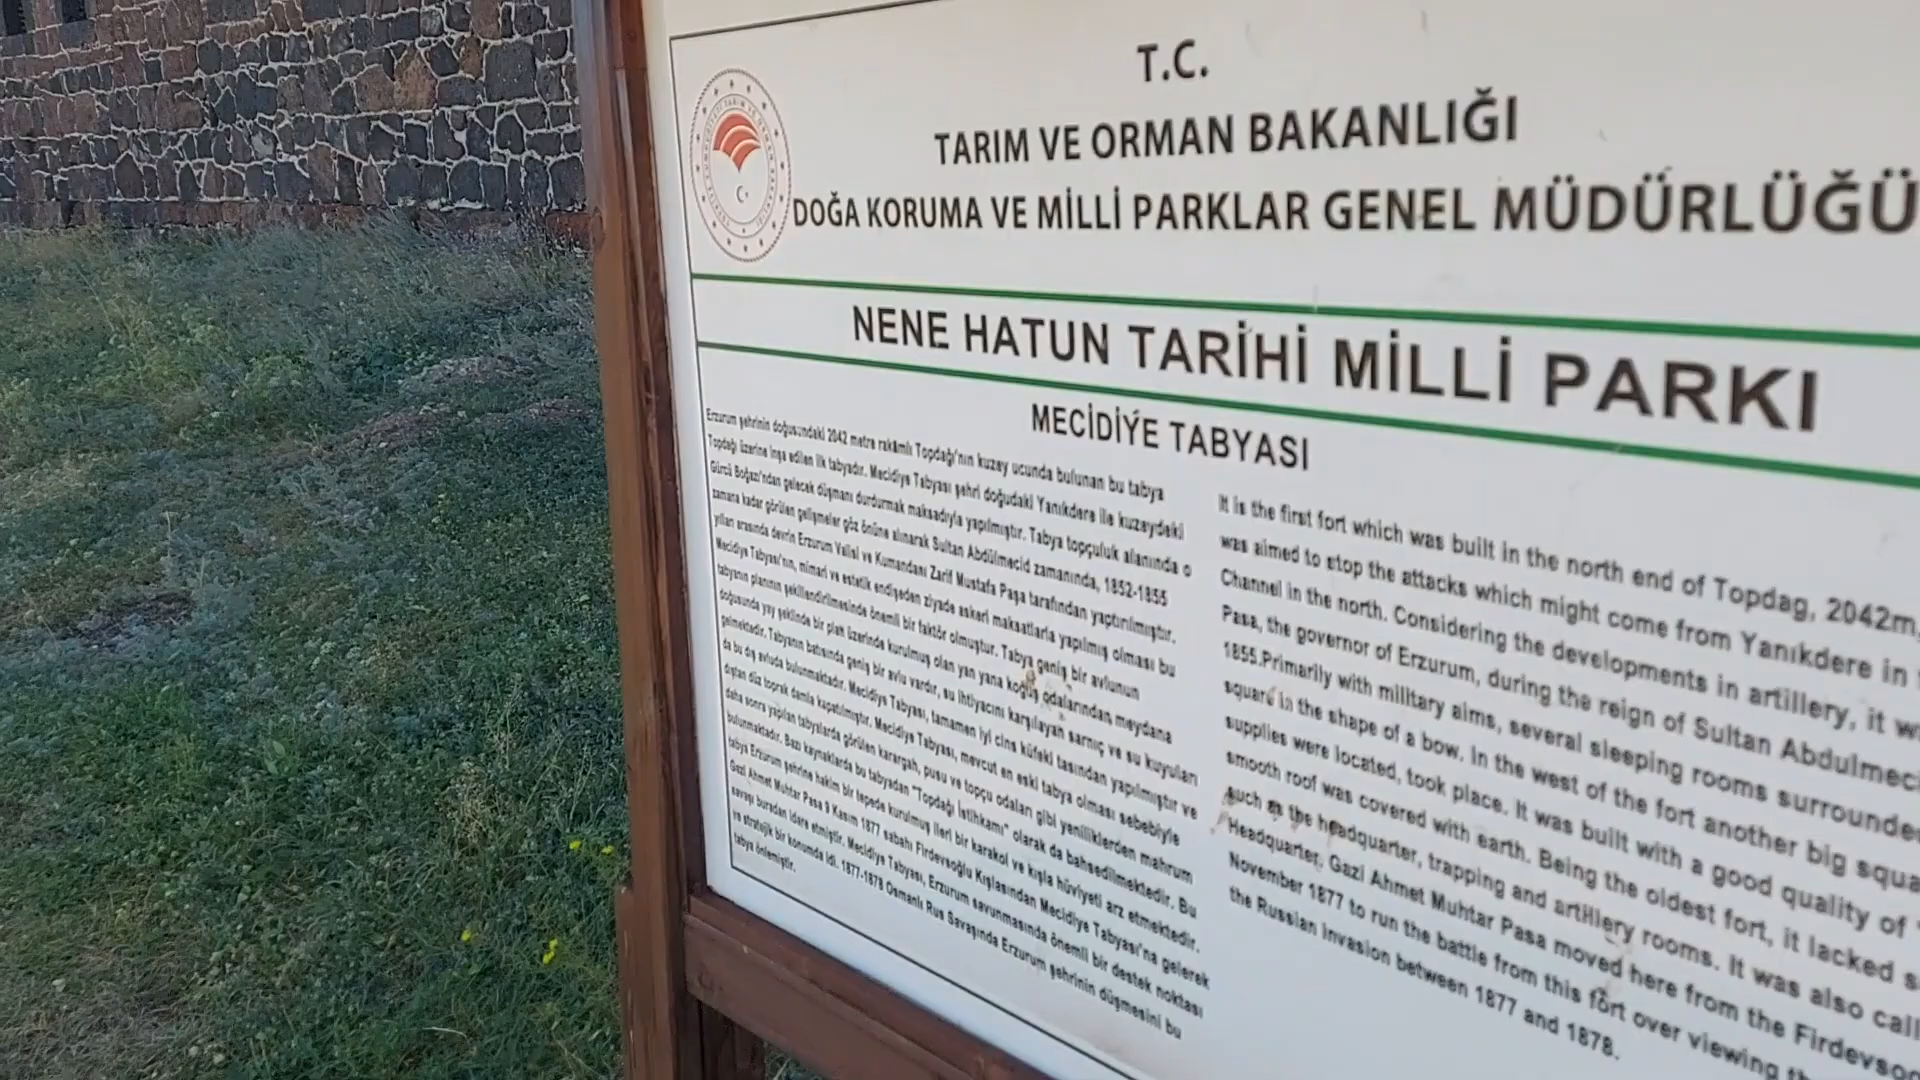 T.C.
TARIM VE ORMAN BAKANLIĞI
DOĞA KORUMA VE MİLLİ PARKLAR GENEL MÜDÜRLÜĞÜ
NENE HATUN TARİHİ MİLLİ PARKI
MECİDİYE TABYASI
Erzurum şehrinin doğusundaki 2042 metre rakâmlı Topdağı'nın kuzey ucunda bulunan bu tabya
Topdağı üzerine inşa edilen ilk tabyadır. Mecidiye Tabyası şehri doğudaki Yanıkdere ile kuzeydeki
Gürcü Boğazı'ndan gelecek düşmanı durdurmak maksadıyla yapılmıştır. Tabya topçuluk alanında o
zamana kadar görülen gelişmeler göz önüne alınarak Sultan Abdülmecid zamanında, 1852-1855
yılları arasında devrin Erzurum Valisi ve Kumandanı Zarif Mustafa Paşa tarafından yaptırılmıştır.
Mecidiye Tabyası'nın, mimari ve estetik endişeden ziyade askeri maksatlarla yapılmış olması bu
tabyanın planının şekillendirilmesinde önemli bir faktör olmuştur. Tabya geniş bir avlunun
doğusunda yay şeklinde bir plan üzerinde kurulmuş olan yan yana koğuş odalarından meydana
gelmektedir. Tabyanın batısında geniş bir avlu vardır, su ihtiyacını karşılayan sarnıç ve su kuyuları
da bu dış avluda bulunmaktadır. Mecidiye Tabyası, tamamen iyi cins küfeki taşından yapılmıştır ve
dıştan düz toprak damla kapatılmıştır. Mecidiye Tabyası, mevcut en eski tabya olması sebebiyle
daha sonra yapılan tabyalarda görülen karargah, pusu ve topçu odaları gibi yeniliklerden mahrum
bulunmaktadır. Bazı kaynaklarda bu tabyadan "Topdağı İstihkamı" olarak da bahsedilmektedir. Bu
tabya Erzurum şehrine hakim bir tepede kurulmuş ileri bir karakol ve kışla hüviyeti arz etmektedir.
Gazi Ahmet Muhtar Paşa 9 Kasım 1877 sabahı Firdevsoğlu Kışlasından Mecidiye Tabyası'na gelerek
savaşı buradan idare etmiştir. Mecidiye Tabyası, Erzurum savunmasında önemli bir destek noktası
ve stratejik bir konumda idi. 1877-1878 Osmanlı Rus Savaşında Erzurum şehrinin düşmesini bu
tabya önlemiştir.
It is the first fort which was built in the north end of Topdag, 2042m,
was aimed to stop the attacks which might come from Yanıkdere in
Channel in the north. Considering the developments in artillery, it
Pasa, the governor of Erzurum, during the reign of Sultan Abdulmeci
1855.Primarily with military aims, several sleeping rooms surrounde
square in the shape of a bow. In the west of the fort another big squa
supplies were located, took place. It was built with a good quality of
smooth roof was covered with earth. Being the oldest fort, it lacked
such as the headquarter, trapping and artillery rooms. It was also call
Headquarter. Gazi Ahmet Muhtar Pasa moved here from the Firdevso
November 1877 to run the battle from this fort over viewing
the Russian Invasion between 1877 and 1878.